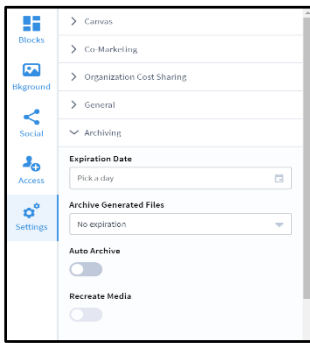 Blocks
Bkground
Social
Access
Settings
Canvas
Co-Marketing
Organization Cost Sharing
General
Archiving
Expiration Date
Pick a day
Archive Generated Files
No expiration
Auto Archive
Recreate Media